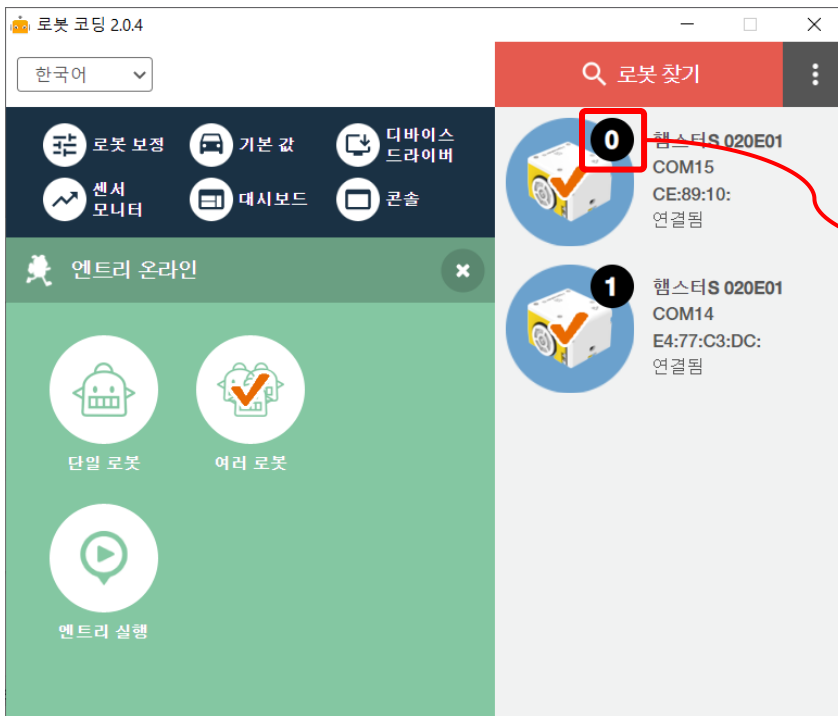 로봇 코딩 2.0.4
한국어
로봇 찾기
로봇 보정
기본 값
디바이스
드라이버
센서
모니터
대시보드
콘솔
엔트리 온라인
단일 로봇
여러 로봇
엔트리 실행
0
햄스터S 020E01
COM15
CE:89:10:
연결됨
1
햄스터S 020E01
COM14
E4:77:C3:DC:
연결됨